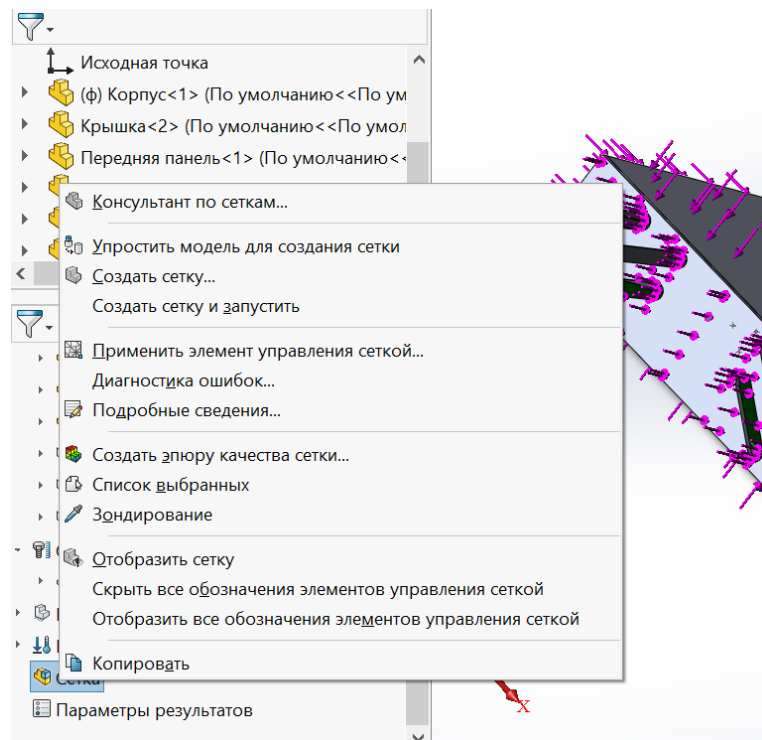 Исходная точка
(ф) Корпус<1> (По умолчанию<<По ум
Крышка<2> (По умолчанию<<По умол
Передняя панель<1> (По умолчанию<<
Консультант по сеткам...
Упростить модель для создания сетки
Создать сетку...
Создать сетку и запустить
Применить элемент управления сеткой...
Диагностика ошибок...
Подробные сведения...
Создать эпюру качества сетки...
Список выбранных
Зондирование
Отобразить сетку
Скрыть все обозначения элементов управления сеткой
Отобразить все обозначения элементов управления сеткой
Копировать
Сетка
Параметры результатов
X